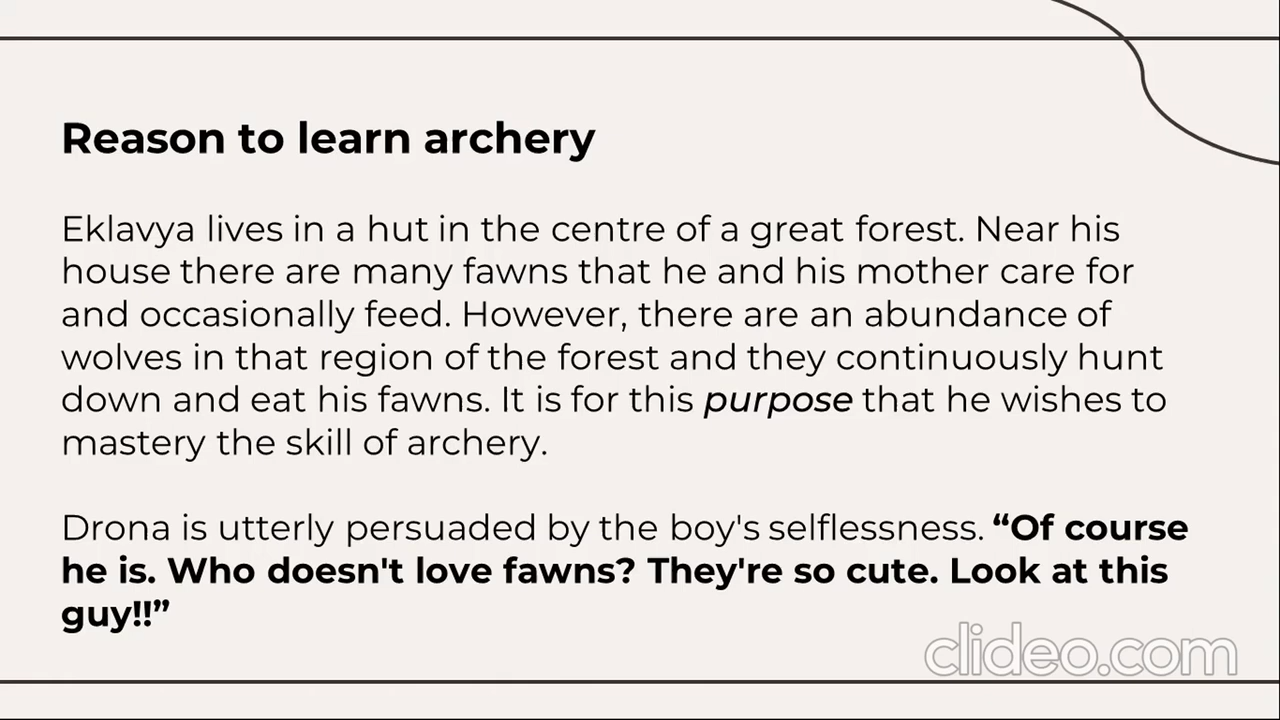 Reason to learn archery
Eklavya lives in a hut in the centre of a great forest. Near his
house there are many fawns that he and his mother care for
and occasionally feed. However, there are an abundance of
wolves in that region of the forest and they continuously hunt
down and eat his fawns. It is for this purpose that he wishes to
mastery the skill of archery.
Drona is utterly persuaded by the boy's selflessness. “Of course
he is. Who doesn't love fawns? They're so cute. Look at this
guy!!”
clideo.com